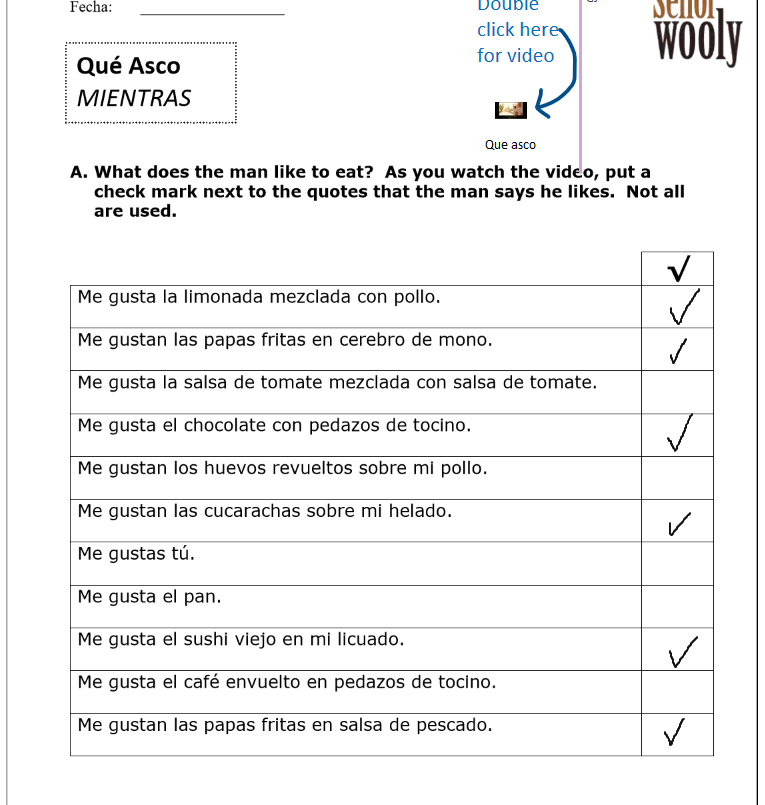 Fecha:
Double
click here
for video
Señor
wooly
Qué Asco
MIENTRAS
Que asco
A. What does the man like to eat? As you watch the video, put a
check mark next to the quotes that the man says he likes. Not all
are used.
√
Me gusta la limonada mezclada con pollo. ✓
Me gustan las papas fritas en cerebro de mono. ✓
Me gusta la salsa de tomate mezclada con salsa de tomate.
Me gusta el chocolate con pedazos de tocino. ✓
Me gustan los huevos revueltos sobre mi pollo.
Me gustan las cucarachas sobre mi helado. ✓
Me gustas tú.
Me gusta el pan.
Me gusta el sushi viejo en mi licuado. ✓
Me gusta el café envuelto en pedazos de tocino.
Me gustan las papas fritas en salsa de pescado. ✓